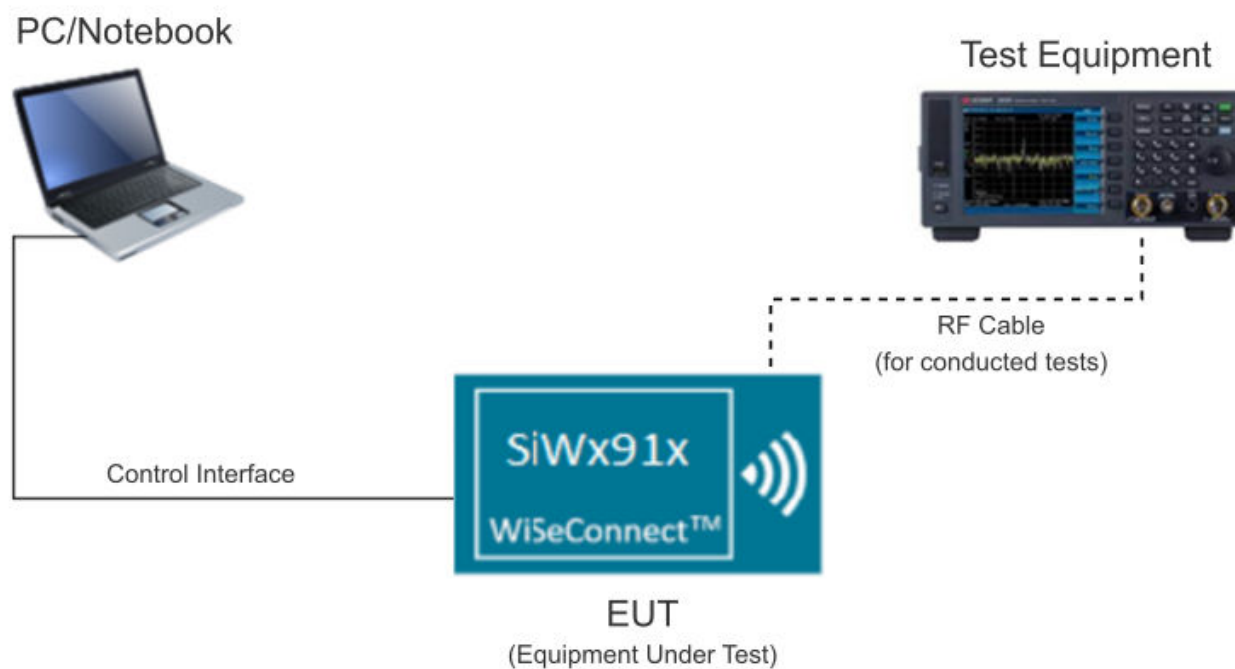 PC/Notebook
Test Equipment
RF Cable
(for conducted tests)
Control Interface
SiWx91x
WiSeConnect™
EUT
(Equipment Under Test)